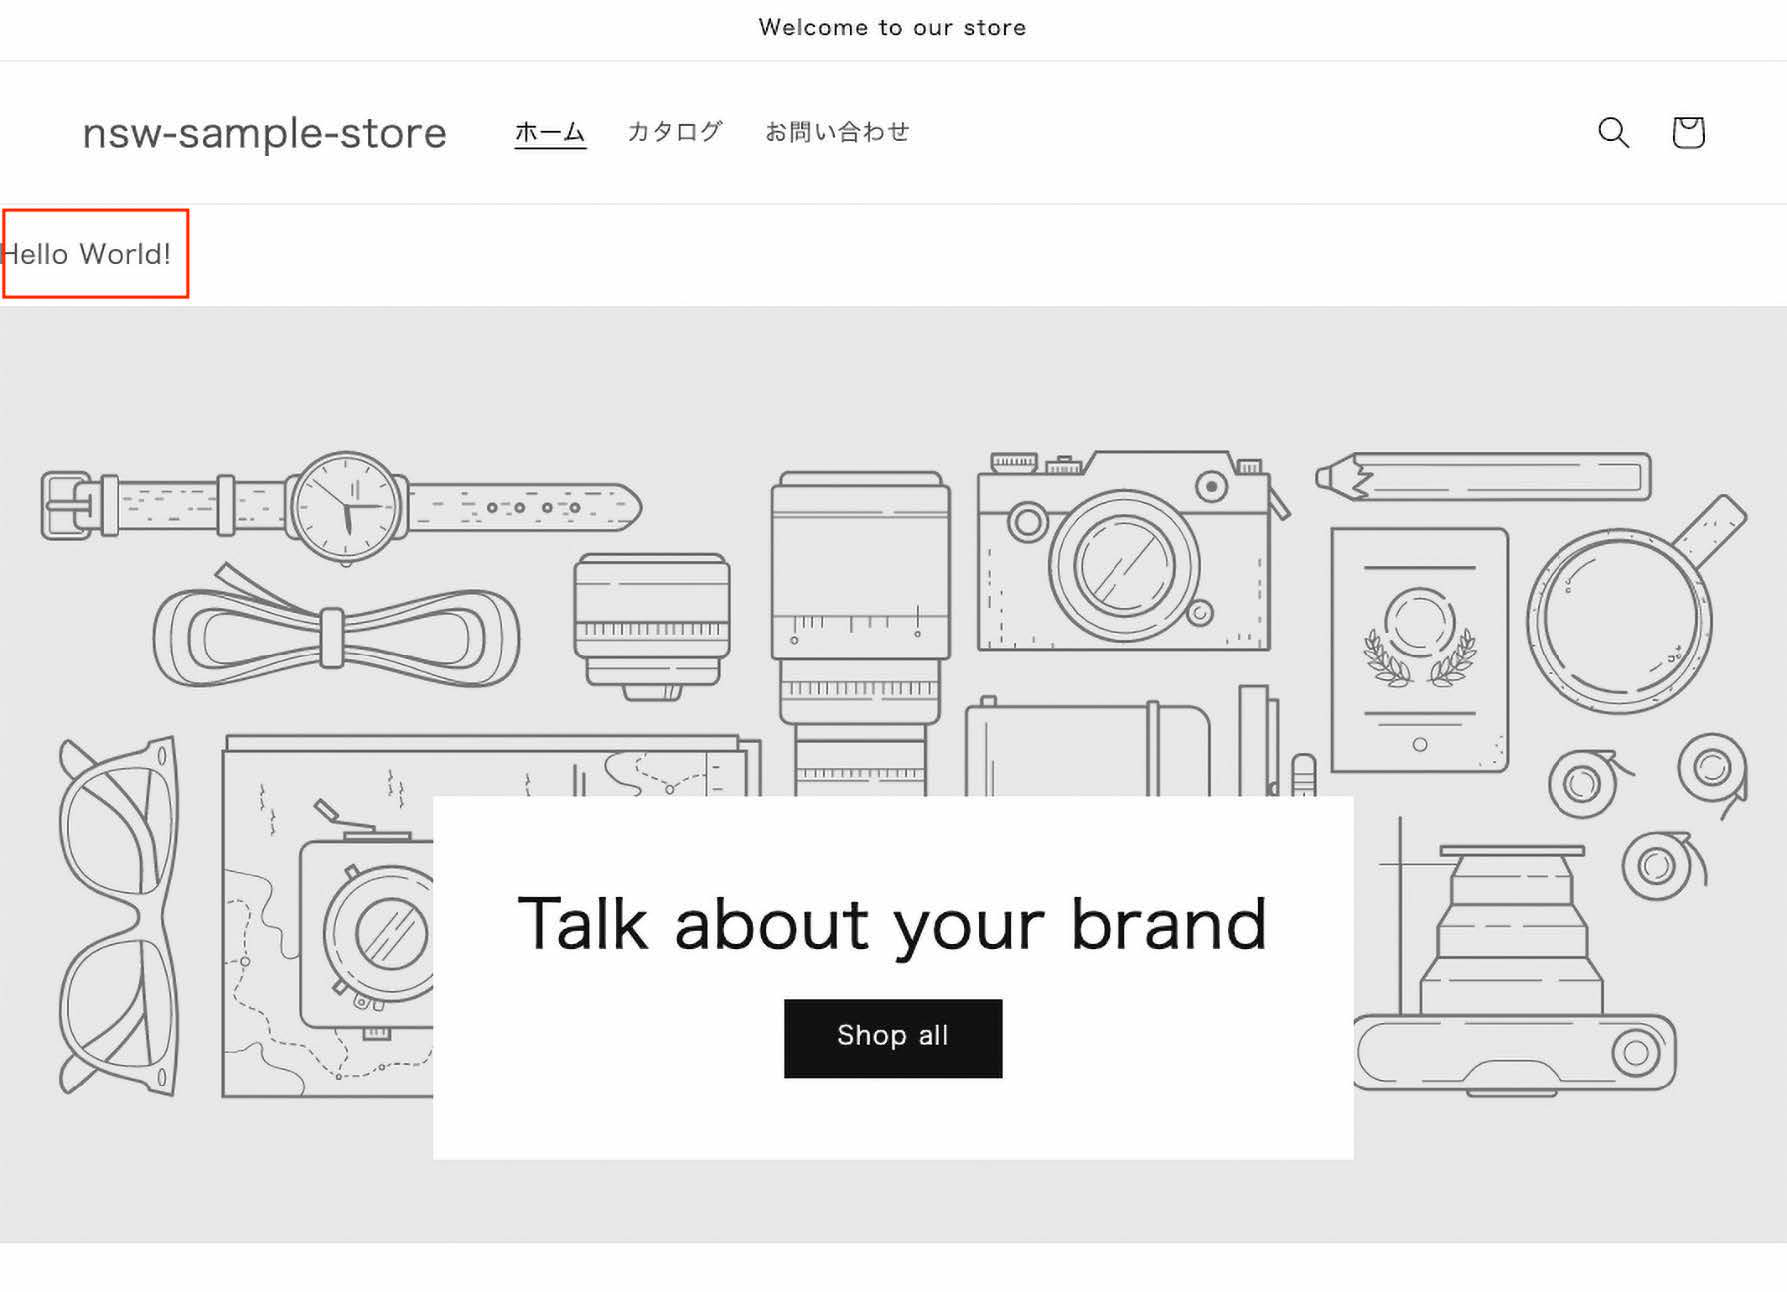 Welcome to our store
nsw-sample-store ホーム カタログ お問い合わせ
Hello World!
Talk about your brand
Shop all